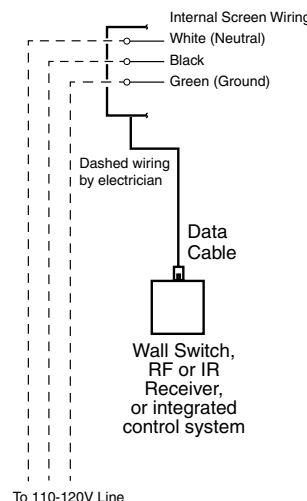 Internal Screen Wiring
White (Neutral)
Black
Green (Ground)
Dashed wiring
by electrician
Data
Cable
Wall Switch,
RF or IR
Receiver,
or integrated
control system
To 110-120V Line